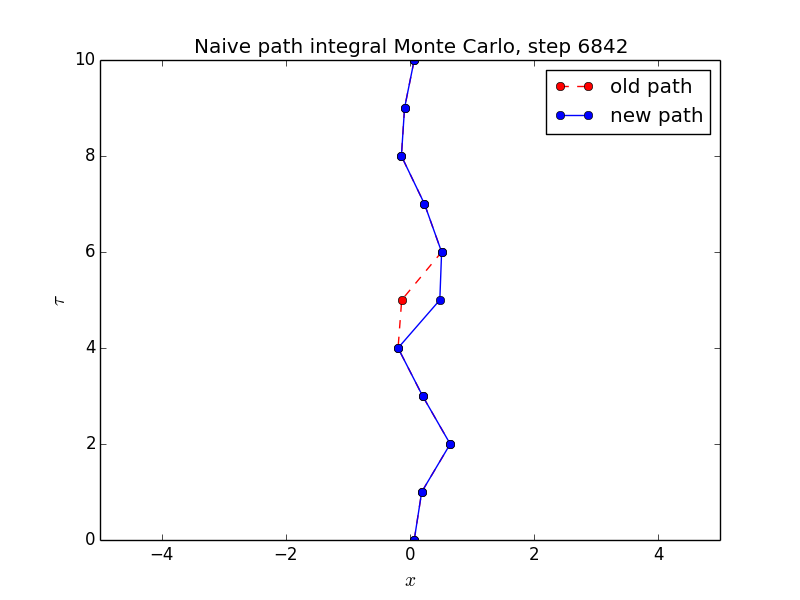 Naive path integral Monte Carlo, step 6842
old path
new path
10
8
6
4
2
0
τ
−4 −2 0 2 4
x